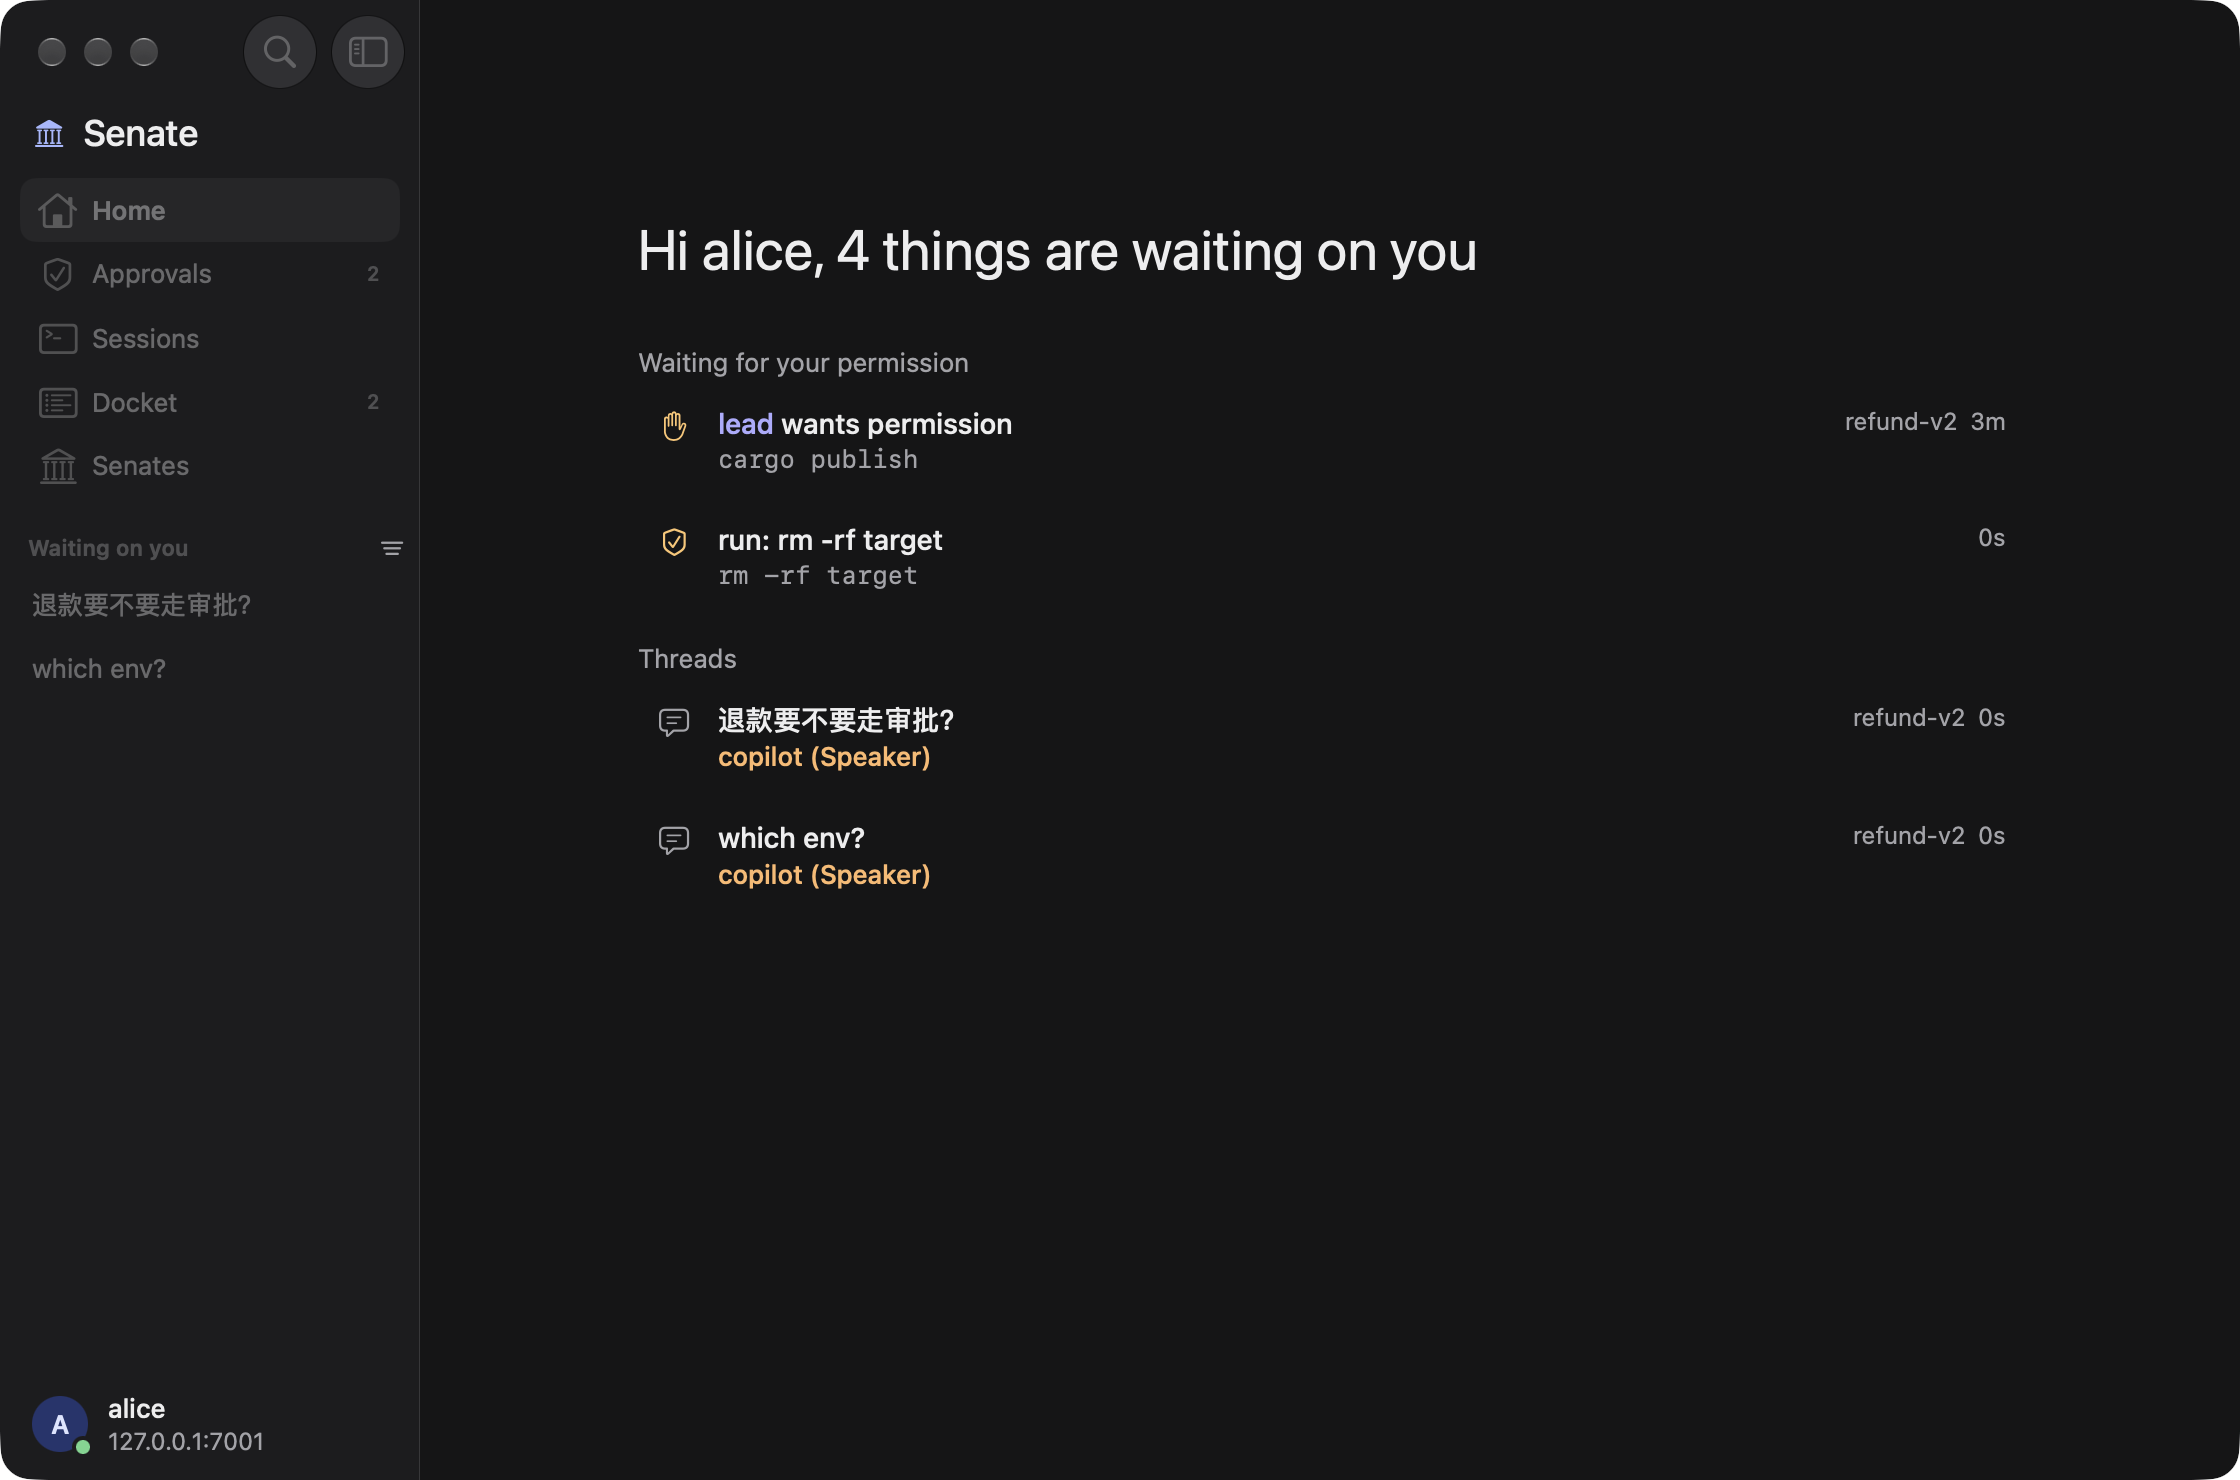 Senate
Home
Approvals 2
Sessions
Docket 2
Senates
Waiting on you
退款要不要走审批?
which env?
A
alice
127.0.0.1:7001
Hi alice, 4 things are waiting on you
Waiting for your permission
lead wants permission
refund-v2 3m
cargo publish
run: rm -rf target
0s
rm -rf target
Threads
退款要不要走审批?
refund-v2 0s
copilot (Speaker)
which env?
refund-v2 0s
copilot (Speaker)